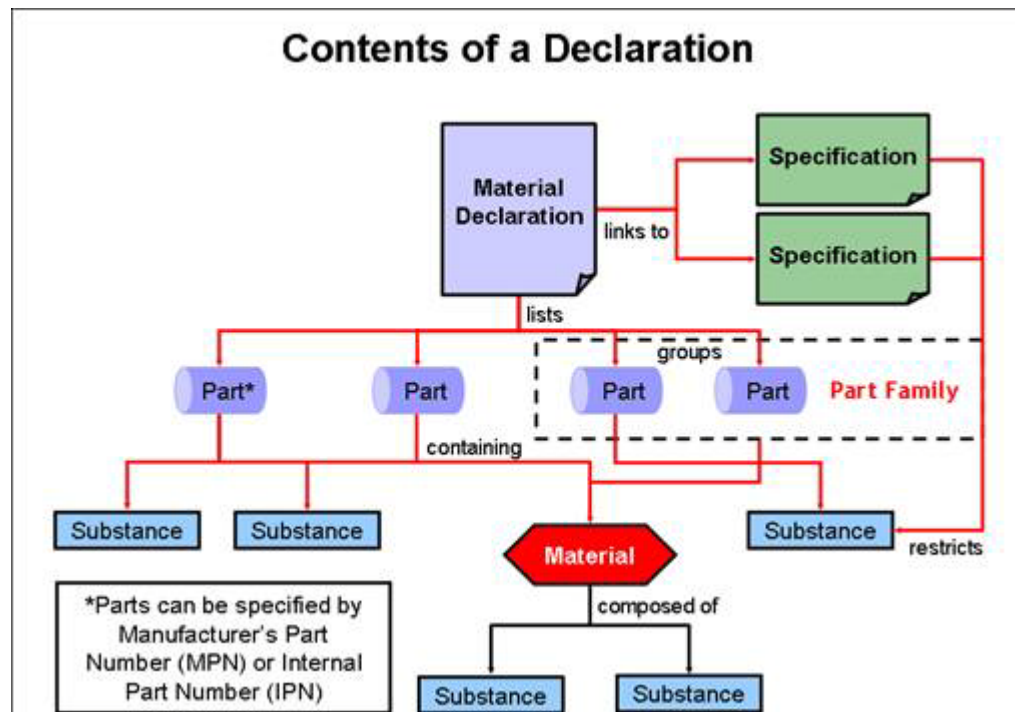 Contents of a Declaration
Material
Declaration
Specification
links to
Specification
lists
groups
Part*
Part
Part
Part
Part Family
containing
Substance
Substance
Substance
restricts
Material
composed of
*Parts can be specified by
Manufacturer's Part
Number (MPN) or Internal
Part Number (IPN)
Substance
Substance